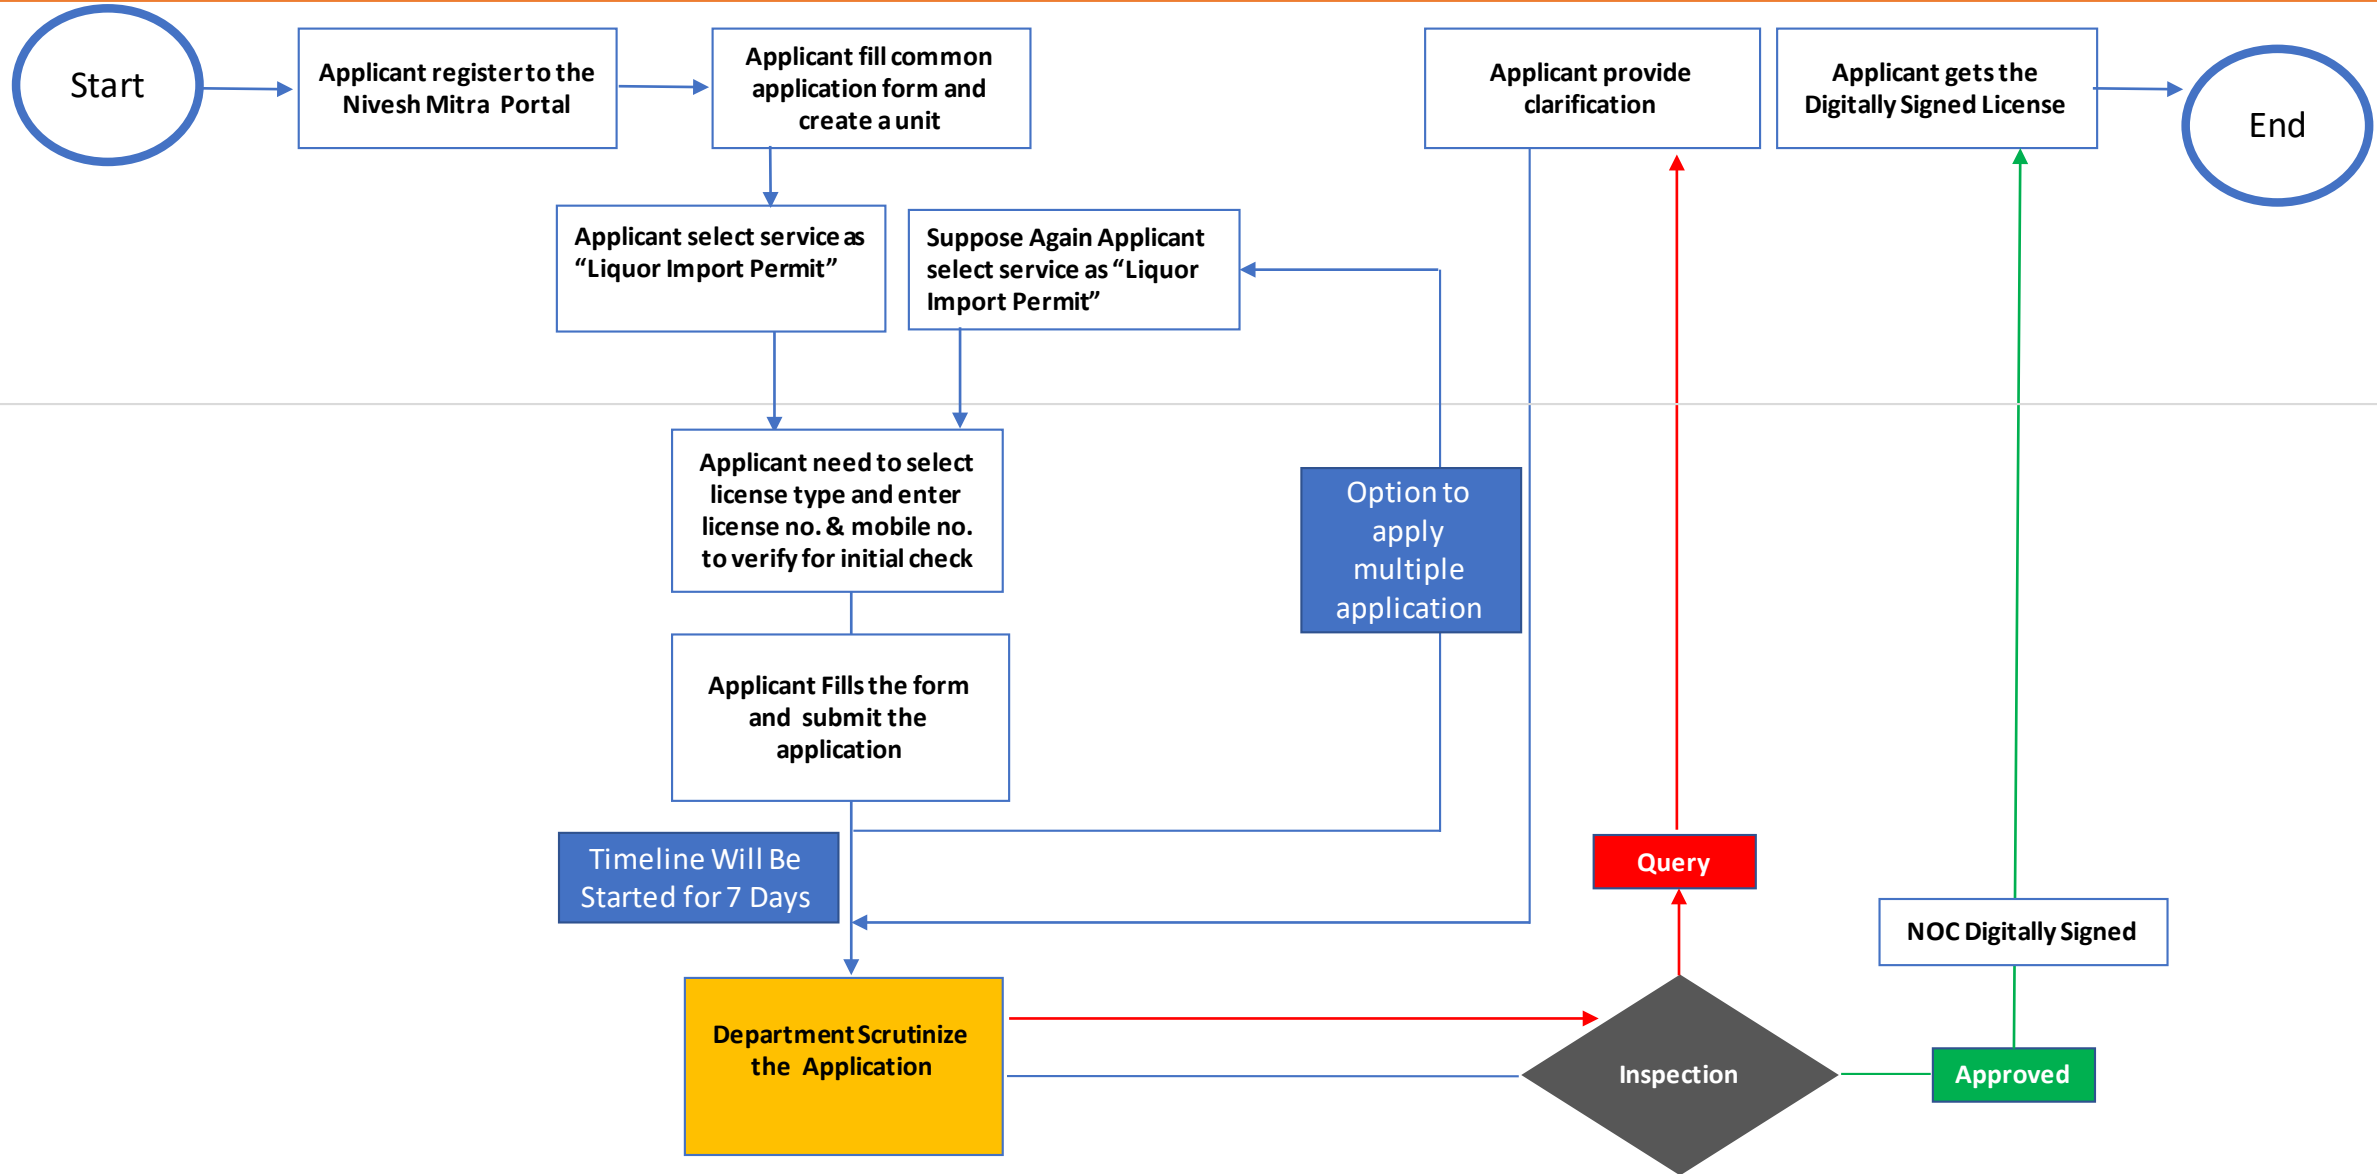 Start
Applicant register to the
Nivesh Mitra Portal
Applicant fill common
application form and
create a unit
Applicant provide
clarification
Applicant gets the
Digitally Signed License
End
Applicant select service as
“Liquor Import Permit”
Suppose Again Applicant
select service as “Liquor
Import Permit”
Applicant need to select
license type and enter
license no. & mobile no.
to verify for initial check
Option to
apply
multiple
application
Applicant Fills the form
and submit the
application
Timeline Will Be
Started for 7 Days
Query
NOC Digitally Signed
Department Scrutinize
the Application
Inspection
Approved